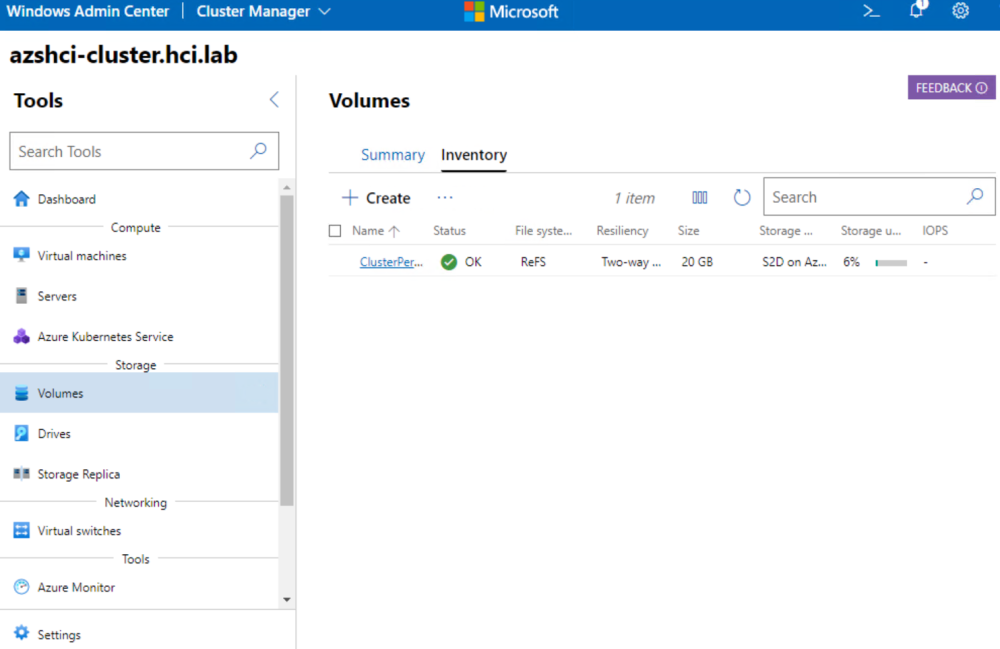 Windows Admin Center | Cluster Manager
Microsoft
1
azshci-cluster.hci.lab
Tools
Search Tools
Dashboard
Compute
Virtual machines
Servers
Azure Kubernetes Service
Storage
Volumes
Drives
Storage Replica
Networking
Virtual switches
Tools
Azure Monitor
Settings
Volumes
FEEDBACK
Summary Inventory
Create ... 1 item Search
Name Status File syste... Resiliency Size Storage ... Storage u... IOPS
ClusterPer... OK ReFS Two-way ... 20 GB S2D on Az... 6% -